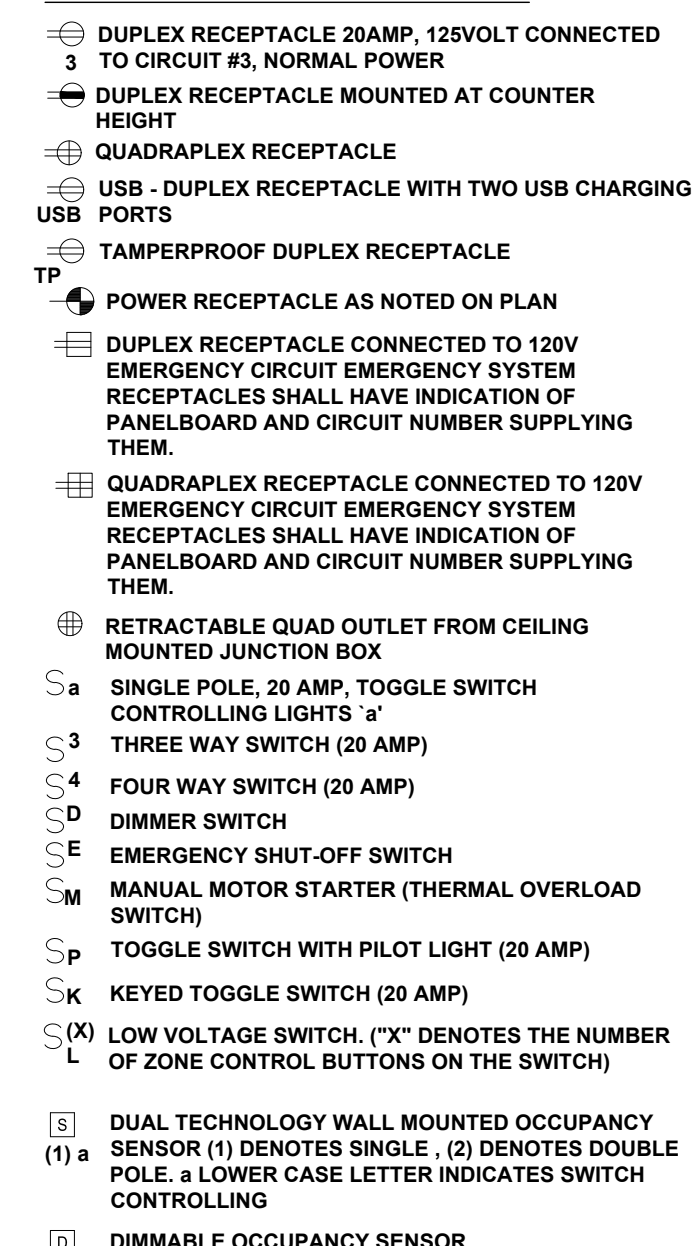 DUPLEX RECEPTACLE 20AMP, 125VOLT CONNECTED
3 TO CIRCUIT #3, NORMAL POWER
DUPLEX RECEPTACLE MOUNTED AT COUNTER
HEIGHT
QUADRAPLEX RECEPTACLE
USB - DUPLEX RECEPTACLE WITH TWO USB CHARGING
USB PORTS
TAMPERPROOF DUPLEX RECEPTACLE
TP
POWER RECEPTACLE AS NOTED ON PLAN
DUPLEX RECEPTACLE CONNECTED TO 120V
EMERGENCY CIRCUIT EMERGENCY SYSTEM
RECEPTACLES SHALL HAVE INDICATION OF
PANELBOARD AND CIRCUIT NUMBER SUPPLYING
THEM.
QUADRAPLEX RECEPTACLE CONNECTED TO 120V
EMERGENCY CIRCUIT EMERGENCY SYSTEM
RECEPTACLES SHALL HAVE INDICATION OF
PANELBOARD AND CIRCUIT NUMBER SUPPLYING
THEM.
RETRACTABLE QUAD OUTLET FROM CEILING
MOUNTED JUNCTION BOX
S a SINGLE POLE, 20 AMP, TOGGLE SWITCH
CONTROLLING LIGHTS `a'
S 3 THREE WAY SWITCH (20 AMP)
S 4 FOUR WAY SWITCH (20 AMP)
S D DIMMER SWITCH
S E EMERGENCY SHUT-OFF SWITCH
S M MANUAL MOTOR STARTER (THERMAL OVERLOAD
SWITCH)
S P TOGGLE SWITCH WITH PILOT LIGHT (20 AMP)
S K KEYED TOGGLE SWITCH (20 AMP)
S (X) LOW VOLTAGE SWITCH. ("X" DENOTES THE NUMBER
L OF ZONE CONTROL BUTTONS ON THE SWITCH)
S DUAL TECHNOLOGY WALL MOUNTED OCCUPANCY
(1) a SENSOR (1) DENOTES SINGLE , (2) DENOTES DOUBLE
POLE. a LOWER CASE LETTER INDICATES SWITCH
CONTROLLING
D DIMMABLE OCCUPANCY SENSOR